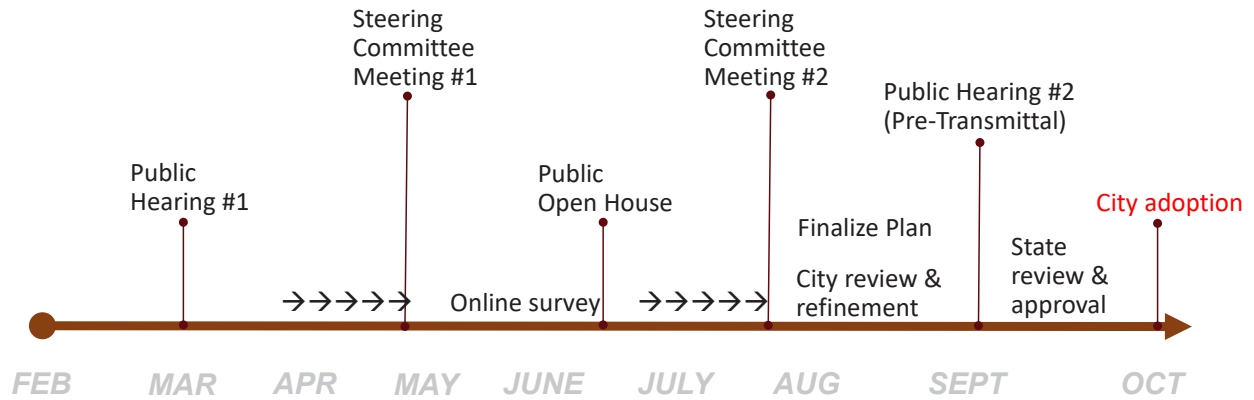 Steering
Committee
Meeting #1
Steering
Committee
Meeting #2
Public Hearing #2
(Pre-Transmittal)
Public
Hearing #1
Public
Open House
City adoption
Finalize Plan
State
review &
approval
City review &
refinement
→→→→→
Online survey
→→→→→
FEB
MAR
APR
MAY
JUNE
JULY
AUG
SEPT
OCT